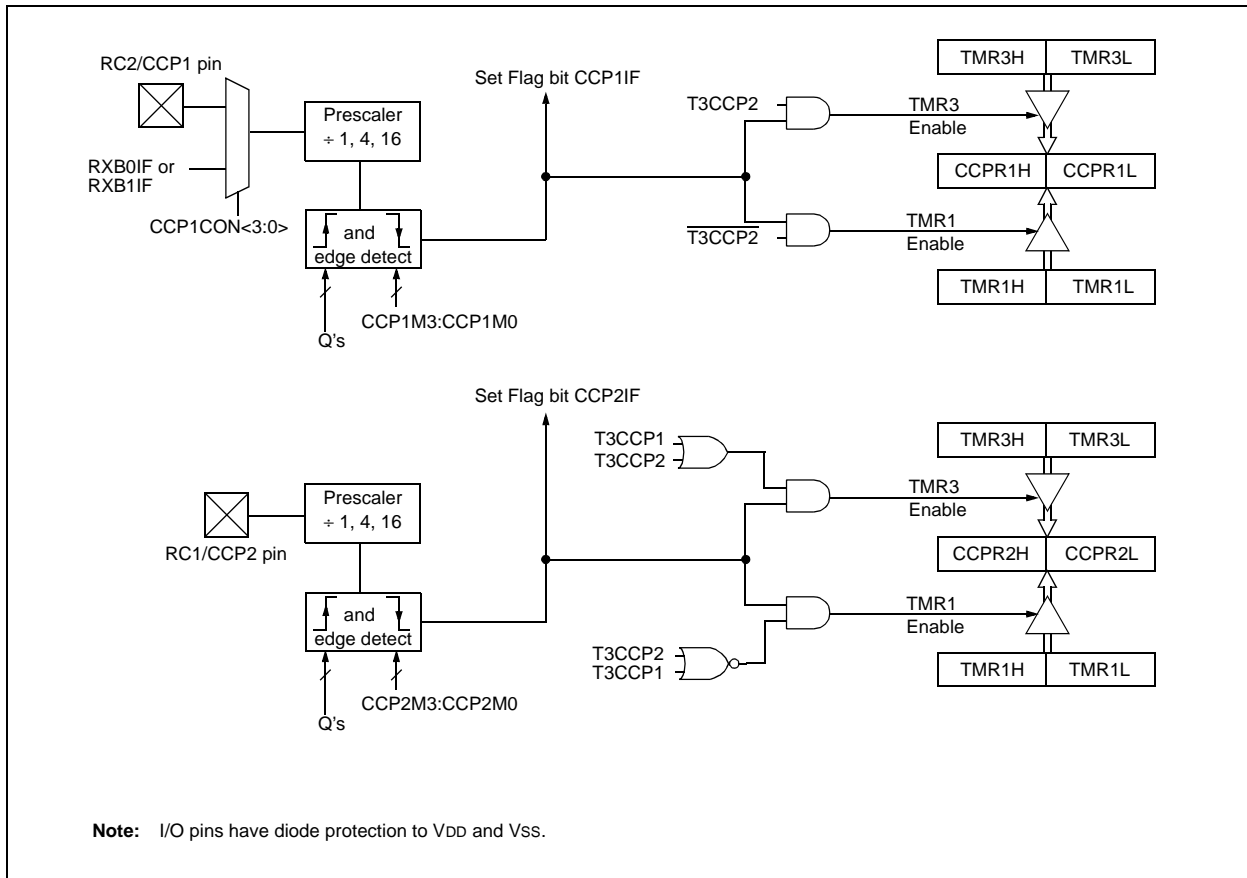 RC2/CCP1 pin
RXB0IF or
RXB1IF
CCP1CON<3:0>
Prescaler
÷ 1, 4, 16
and
edge detect
Q's
CCP1M3:CCP1M0
Set Flag bit CCP1IF
T3CCP2
T3CCP2
TMR3
Enable
TMR1
Enable
TMR3H TMR3L
CCPR1H CCPR1L
TMR1H TMR1L
RC1/CCP2 pin
Prescaler
÷ 1, 4, 16
and
edge detect
Q's
CCP2M3:CCP2M0
Set Flag bit CCP2IF
T3CCP1
T3CCP2
T3CCP2
T3CCP1
TMR3
Enable
TMR1
Enable
TMR3H TMR3L
CCPR2H CCPR2L
TMR1H TMR1L
Note: I/O pins have diode protection to VDD and VSS.